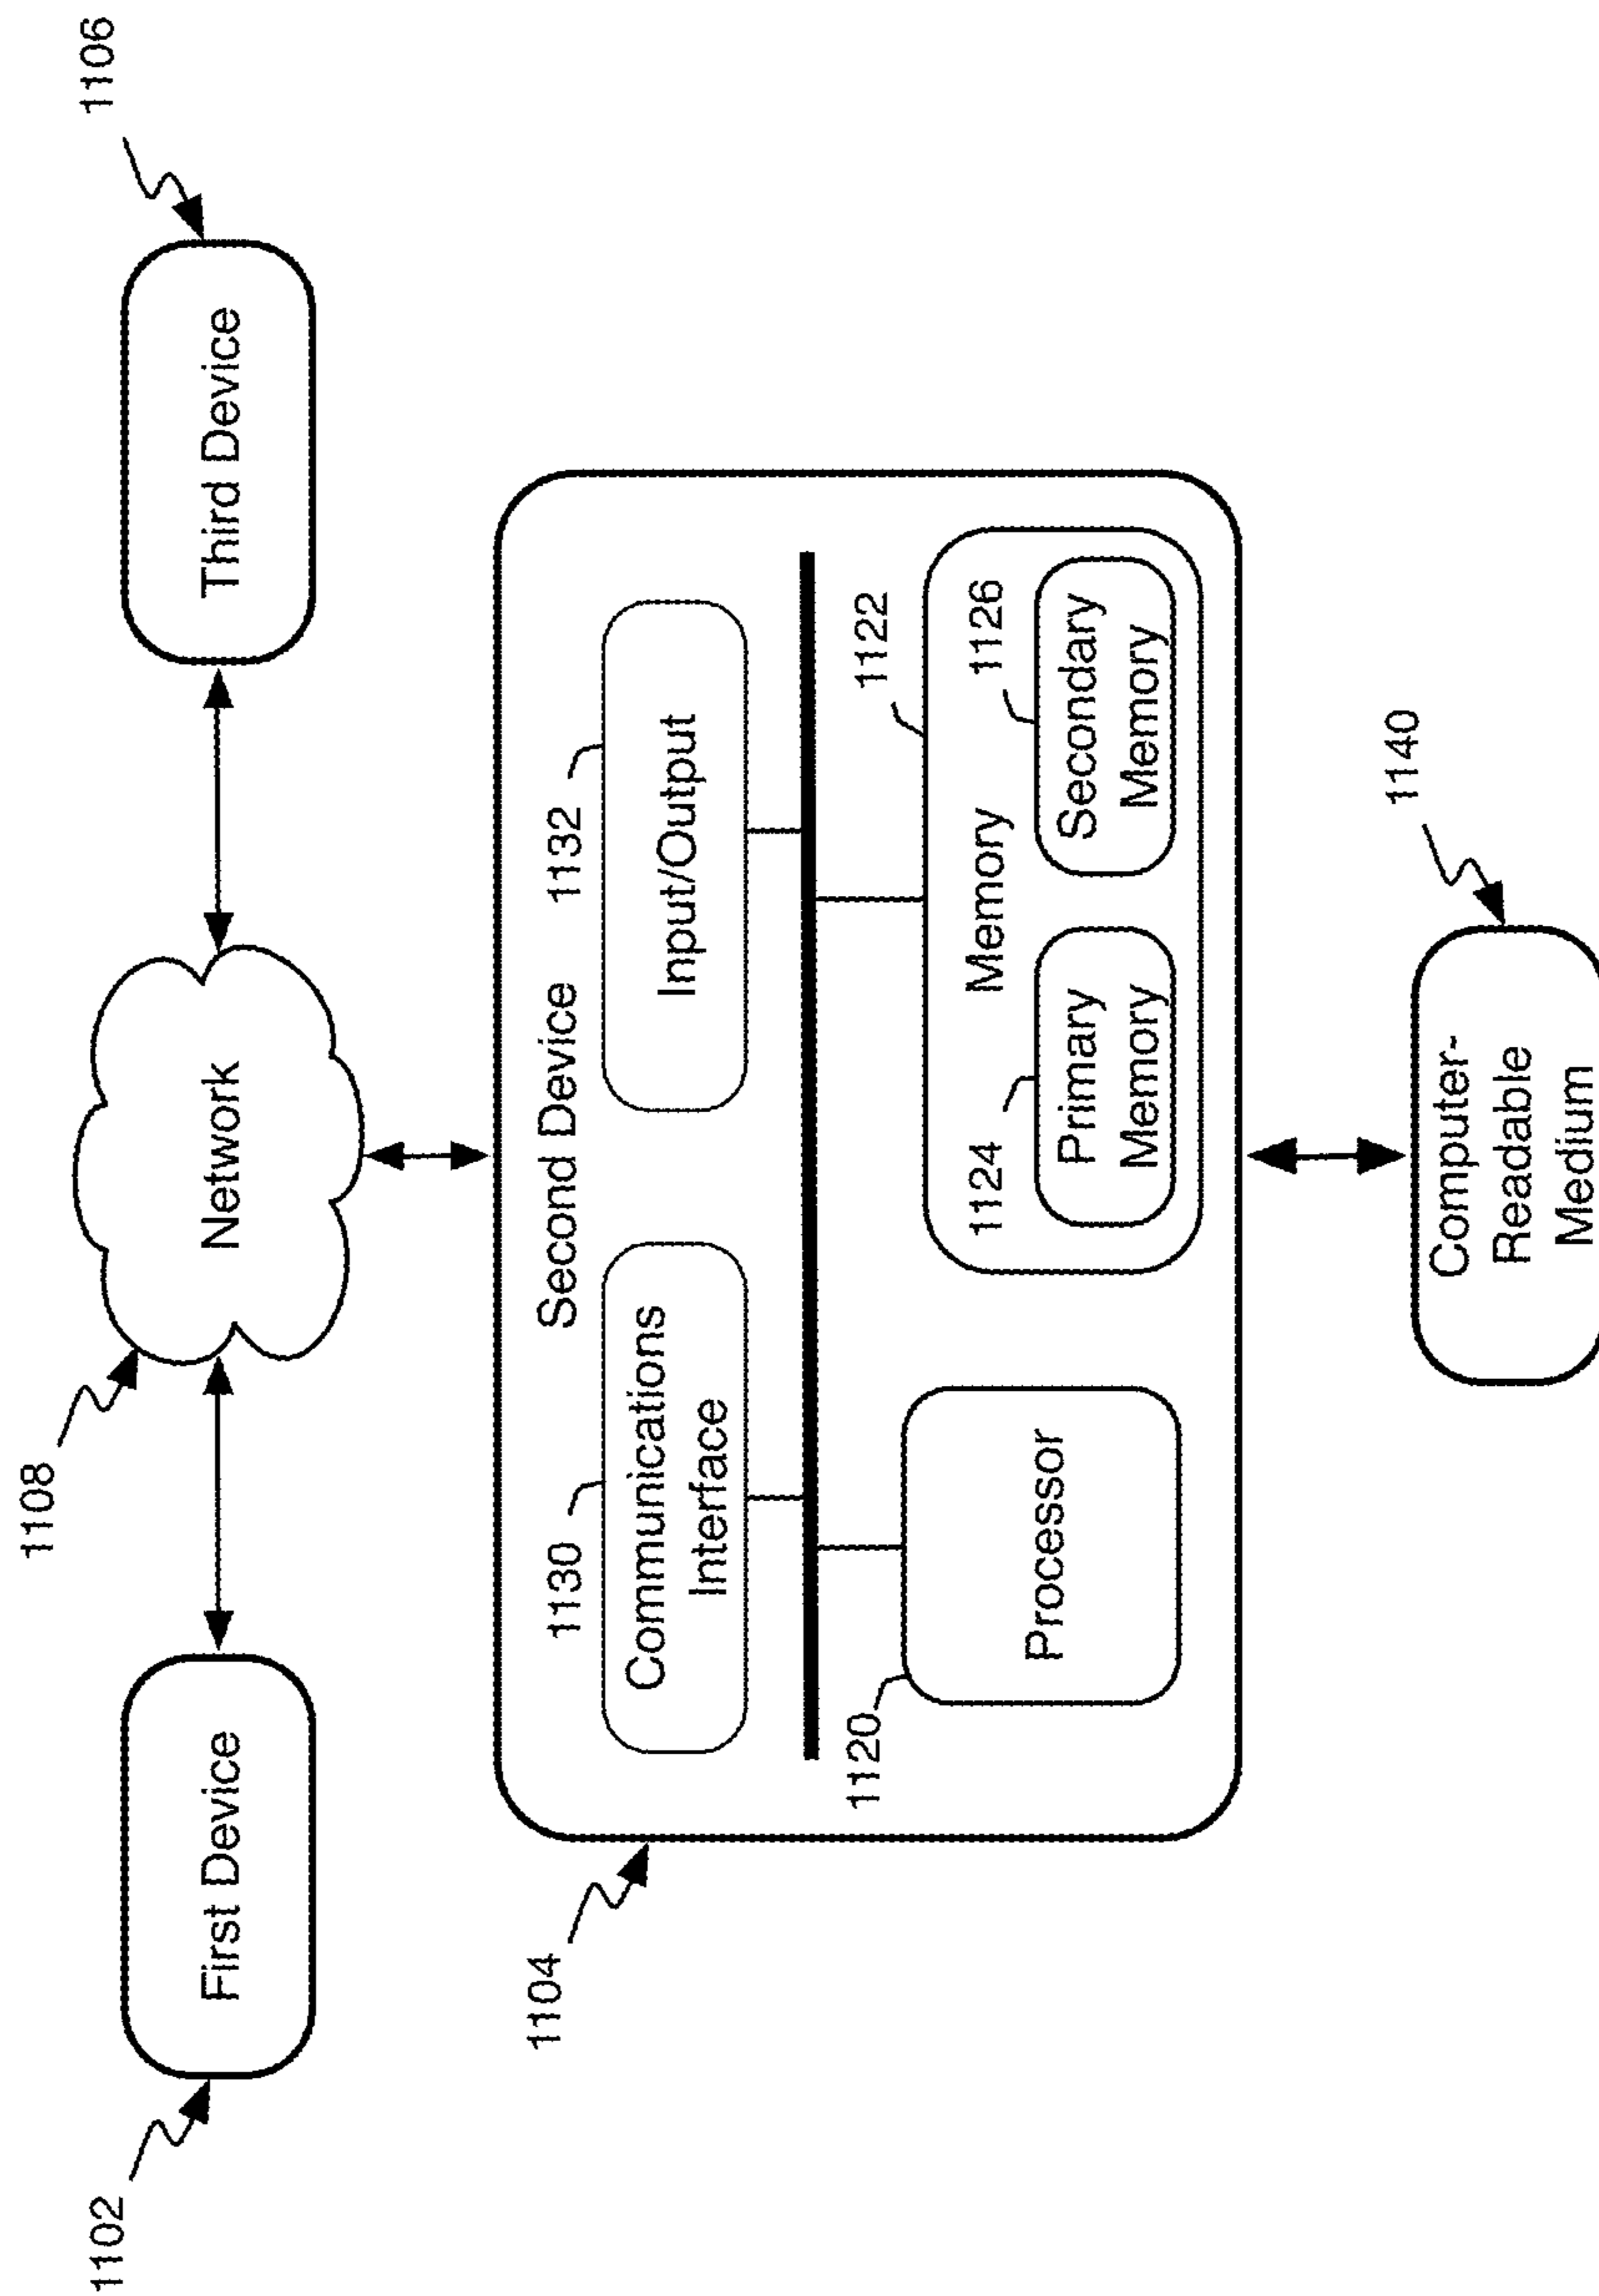 1108
1102
First Device
Network
Third Device
1106
1104
Second Device
1130
Communications
Interface
1132
Input/Output
1120
Processor
1122
Memory
1124
Primary
Memory
1126
Secondary
Memory
1140
Computer-
Readable
Medium